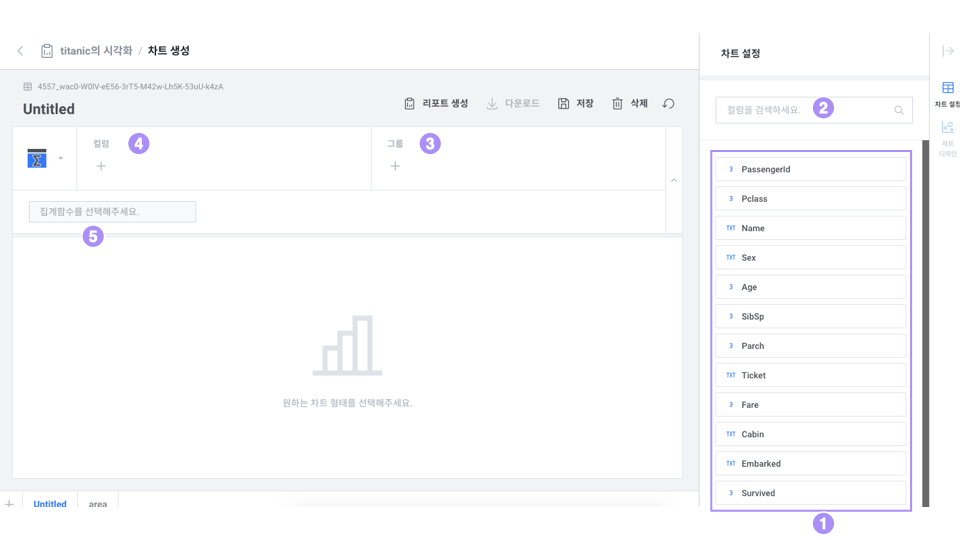 titanic의 시각화 / 차트 생성
4557_wac0-W0lV-eE56-3rT5-M42w-Lh5K-53uU-k4zA
Untitled
리포트 생성
다운로드
저장
삭제
컬럼
4
그룹
3
집계함수를 선택해주세요.
5
원하는 차트 형태를 선택해주세요.
Untitled
area
차트 설정
컬럼을 검색하세요.
2
3 PassengerId
3 Pclass
TXT Name
TXT Sex
3 Age
3 SibSp
3 Parch
TXT Ticket
3 Fare
TXT Cabin
TXT Embarked
3 Survived
1
차트 설정
차트
디자인